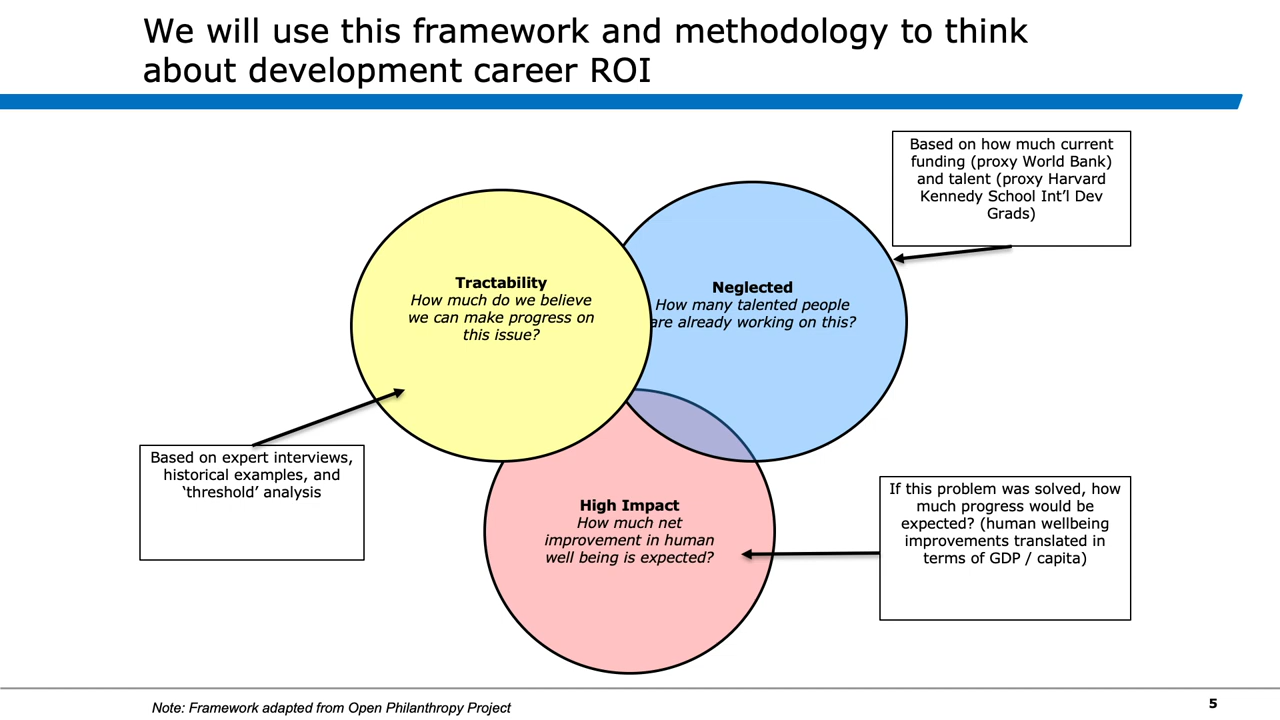 We will use this framework and methodology to think
about development career ROI
Based on how much current
funding (proxy World Bank)
and talent (proxy Harvard
Kennedy School Int’l Dev
Grads)
Tractability
How much do we believe
we can make progress on
this issue?
Neglected
How many talented people
are already working on this?
Based on expert interviews,
historical examples, and
‘threshold’ analysis
High Impact
How much net
improvement in human
well being is expected?
If this problem was solved, how
much progress would be
expected? (human wellbeing
improvements translated in
terms of GDP / capita)
Note: Framework adapted from Open Philanthropy Project
5